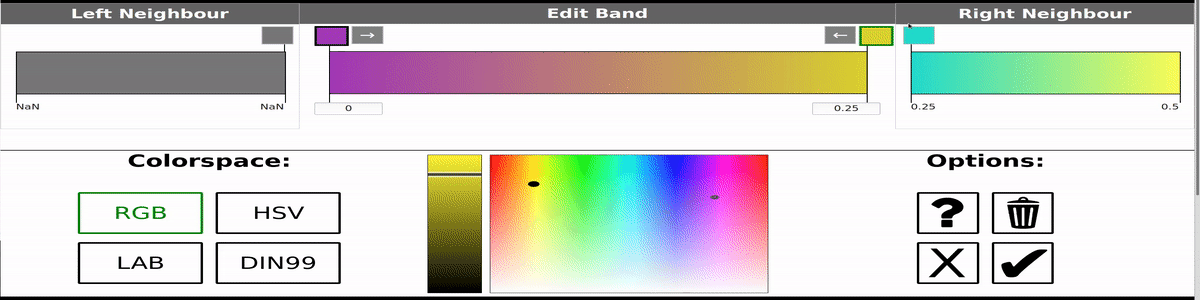 Left Neighbour
Edit Band
Right Neighbour
→
←
NaN
NaN
0
0.25
0.25
0.5
Colorspace:
Options:
RGB
HSV
?
LAB
DIN99